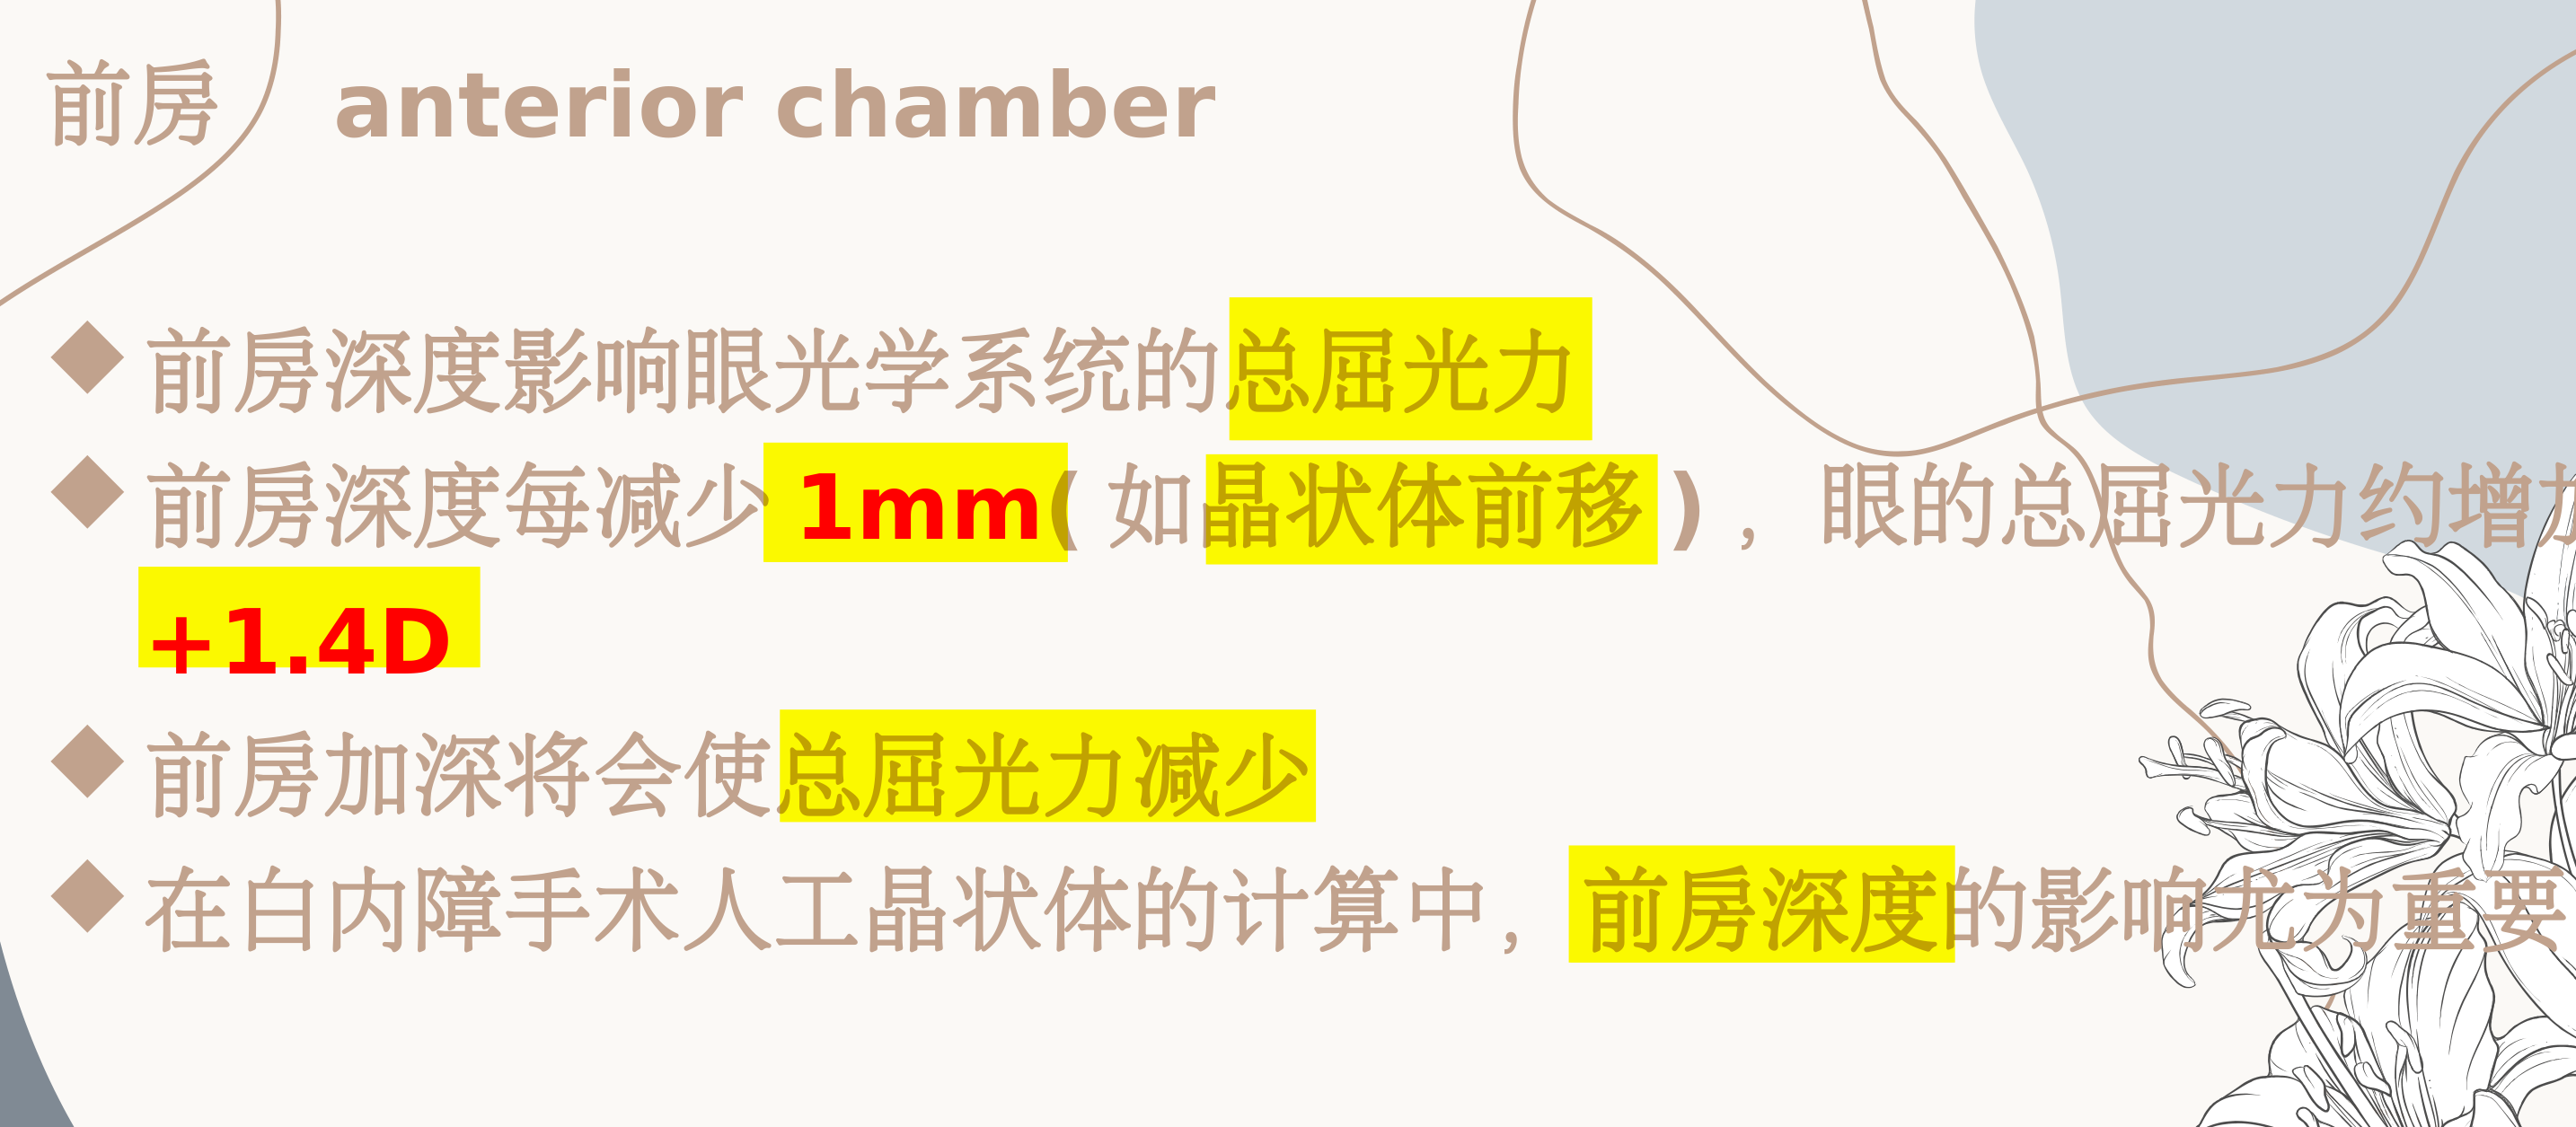 前房 anterior chamber
◆前房深度影响眼光学系统的总屈光力
◆前房深度每减少 1mm( 如晶状体前移 ) ， 眼的总屈光力约增加
+1.4D
◆前房加深将会使总屈光力减少
◆在白内障手术人工晶状体的计算中，前房深度的影响尤为重要